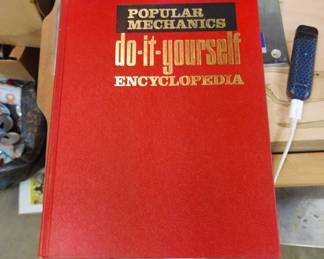 POPULAR
MECHANICS
do-it-yourself
ENCYCLOPEDIA